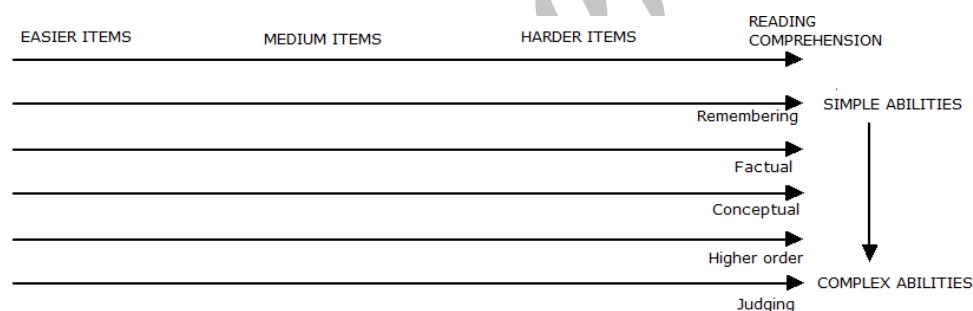 EASIER ITEMS MEDIUM ITEMS HARDER ITEMS READING
COMPREHENSION
Remembering SIMPLE ABILITIES
Factual
Conceptual
Higher order
Judging COMPLEX ABILITIES